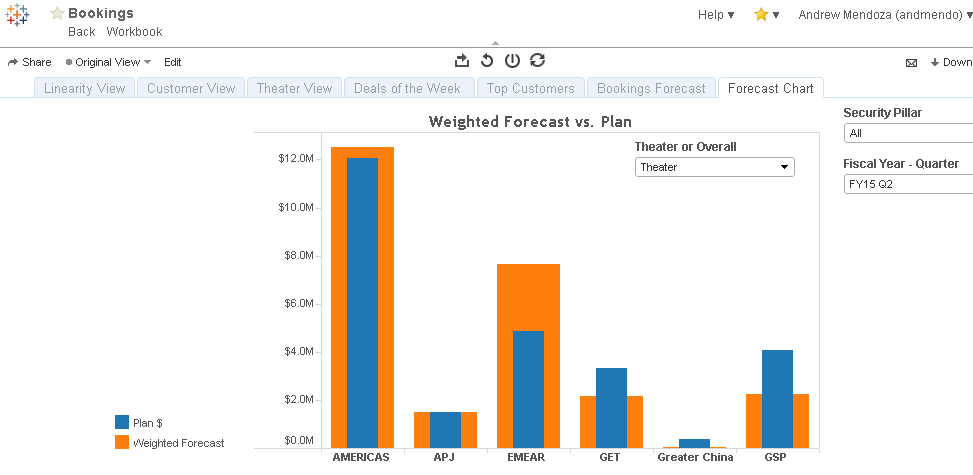 Bookings
Help ▾ ▾ Andrew Mendoza (andmendo) ▾
Back Workbook
Share Original View Edit
Down
Linearity View Customer View Theater View Deals of the Week Top Customers Bookings Forecast Forecast Chart
Security Pillar
All
Fiscal Year - Quarter
FY15 Q2
Weighted Forecast vs. Plan
Theater or Overall
Theater
$12.0M
$10.0M
$8.0M
$6.0M
$4.0M
$2.0M
$0.0M
Plan $
Weighted Forecast
AMERICAS APJ EMEAR GET Greater China GSP